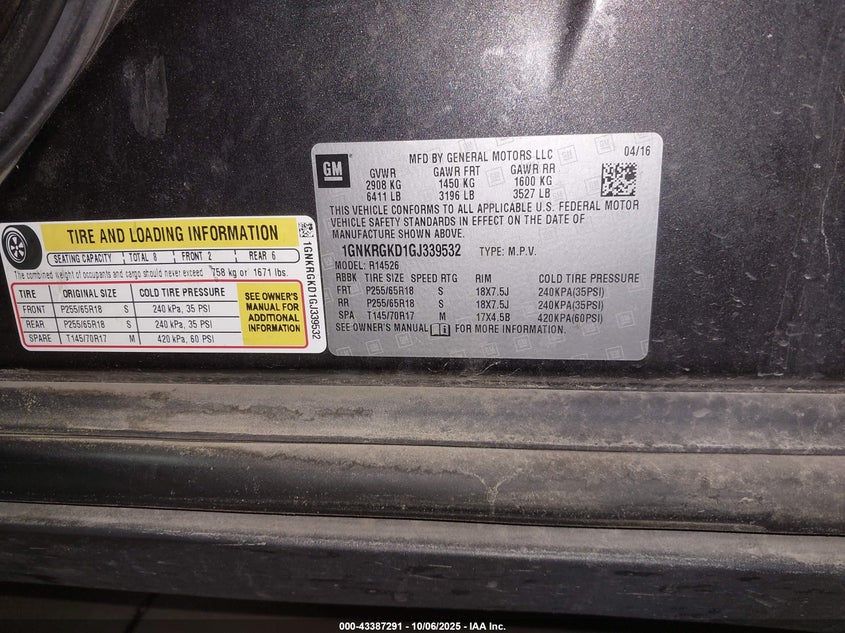 GM
MFD BY GENERAL MOTORS LLC
04/16
GVWR GAWR FRT GAWR RR
2908 KG 1450 KG 1600 KG
6411 LB 3196 LB 3527 LB
THIS VEHICLE CONFORMS TO ALL APPLICABLE U.S. FEDERAL MOTOR
VEHICLE SAFETY STANDARDS IN EFFECT ON THE DATE OF
MANUFACTURE SHOWN ABOVE.
1GNKRGKD1GJ339532 TYPE: M.P.V.
MODEL: R14526
RBBK TIRE SIZE SPEED RTG RIM COLD TIRE PRESSURE
FRT P255/65R18 S 18X7.5J 240KPA(35PSI)
RR P255/65R18 S 18X7.5J 240KPA(35PSI)
SPA T145/70R17 M 17X4.5B 420KPA(60PSI)
SEE OWNER'S MANUAL FOR MORE INFORMATION.
TIRE AND LOADING INFORMATION
SEATING CAPACITY TOTAL 8 FRONT 2 REAR 6
The combined weight of occupants and cargo should never exceed 758 kg or 1671 lbs.
TIRE ORIGINAL SIZE COLD TIRE PRESSURE
FRONT P255/65R18 S 240 kPa, 35 PSI
REAR P255/65R18 S 240 kPa, 35 PSI
SPARE T145/70R17 M 420 kPa, 60 PSI
SEE OWNER'S
MANUAL FOR
ADDITIONAL
INFORMATION
1GNKRGKD1GJ339532
000-43387291 - 10/06/2025 - IAA Inc.